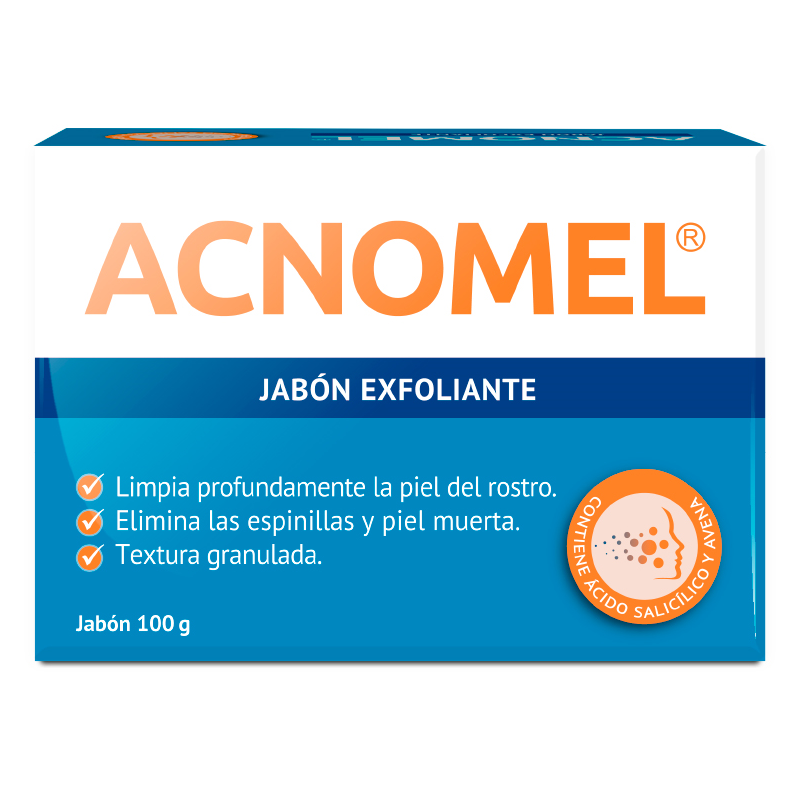 ACNOMEL
ACNOMEL®
JABÓN EXFOLIANTE
Limpia profundamente la piel del rostro.
Elimina las espinillas y piel muerta.
Textura granulada.
CONTIENE ÁCIDO SALICÍLICO Y AVENA
Jabón 100 g